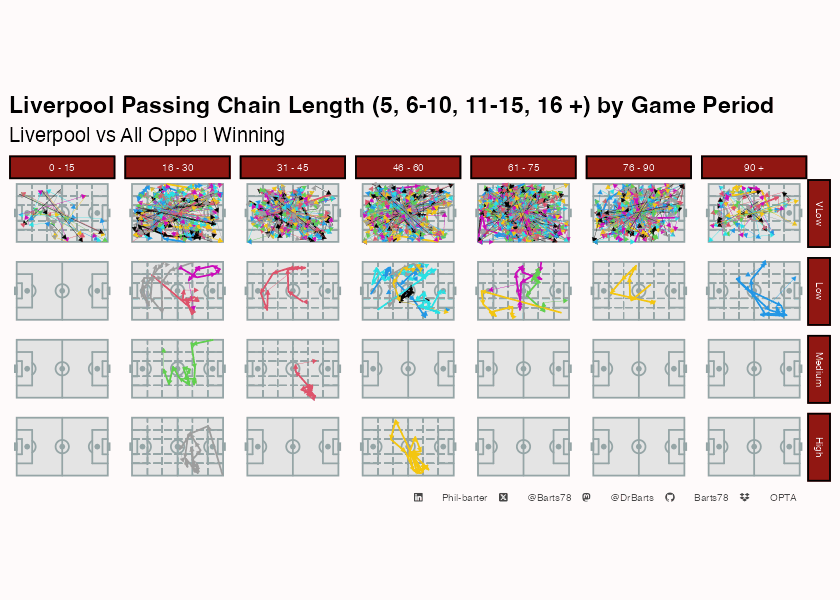 Liverpool Passing Chain Length (5, 6-10, 11-15, 16 +) by Game Period
Liverpool vs All Oppo | Winning
0 - 15 16 - 30 31 - 45 46 - 60 61 - 75 76 - 90 90 +
VLow
Low
Medium
High
Phil-barter @Barts78 @DrBarts Barts78 OPTA